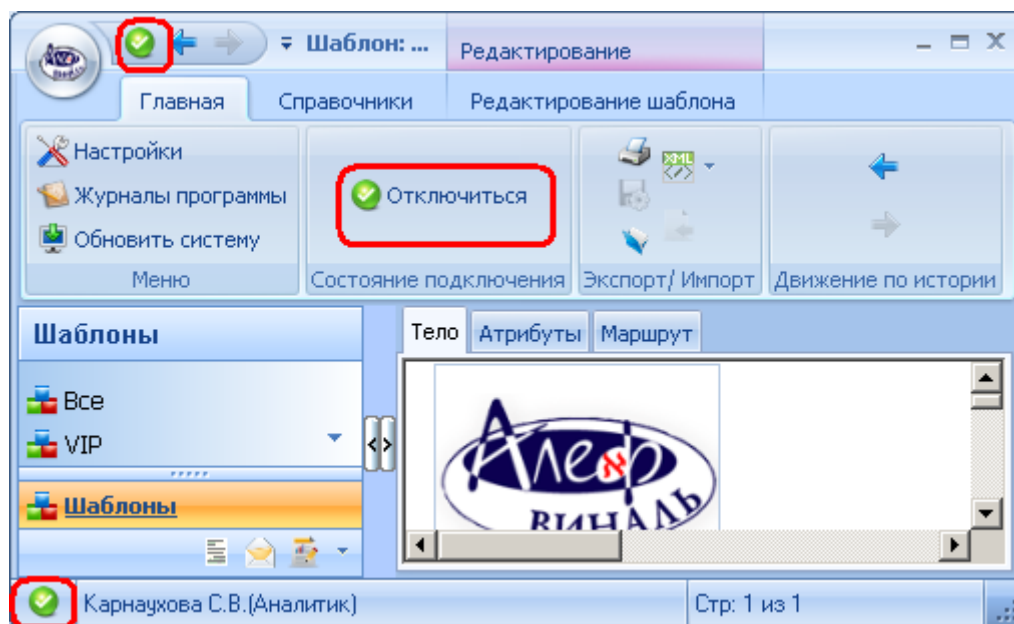 Шаблон: ...
Редактирование
Главная
Справочники
Редактирование шаблона
Настройки
Журналы программы
Обновить систему
Меню
Отключиться
Состояние подключения
XML
Экспорт/ Импорт
Движение по истории
Шаблоны
Все
VIP
Шаблоны
Тело
Атрибуты
Маршрут
Алеф
ВИНАЛЬ
Карнаухова С.В.(Аналитик)
Стр: 1 из 1